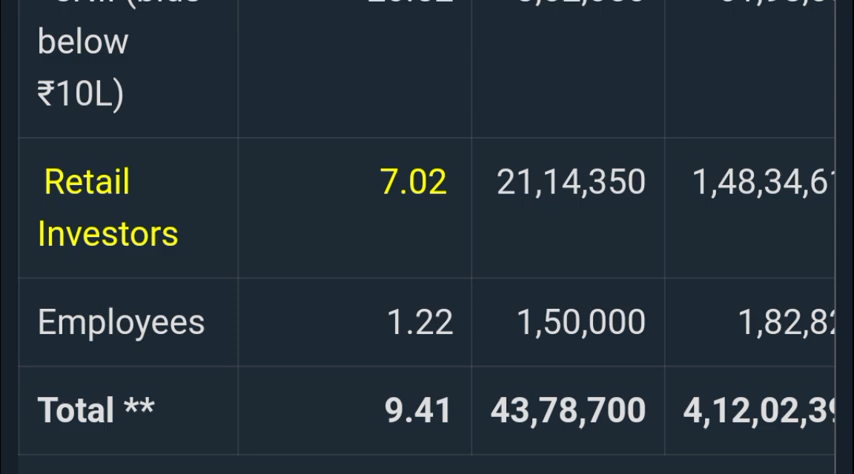 below
₹10L)
Retail 7.02 21,14,350
Investors
Employees 1.22 1,50,000
Total ** 9.41 43,78,700